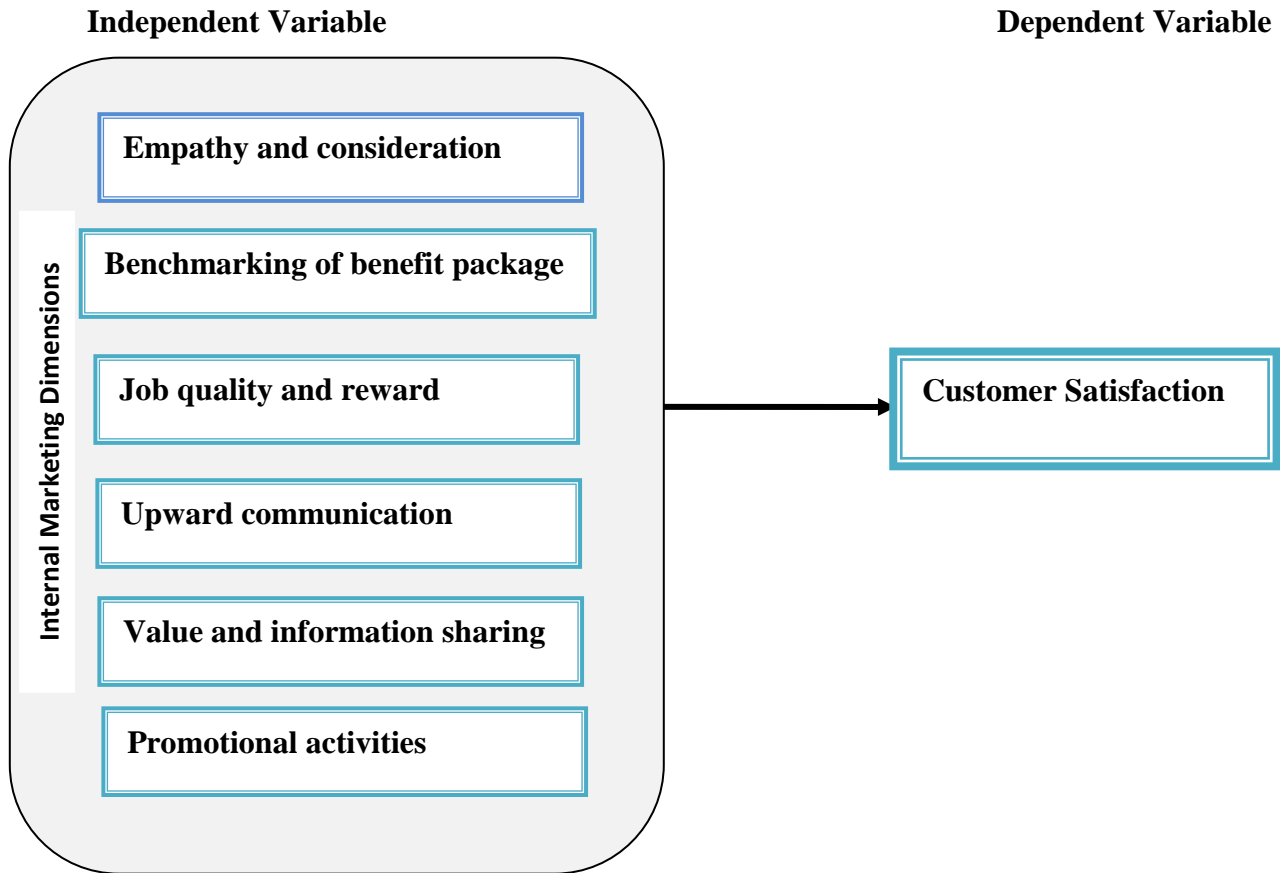 Independent Variable
Dependent Variable
Internal Marketing Dimensions
Empathy and consideration
Benchmarking of benefit package
Job quality and reward
Upward communication
Value and information sharing
Promotional activities
Customer Satisfaction